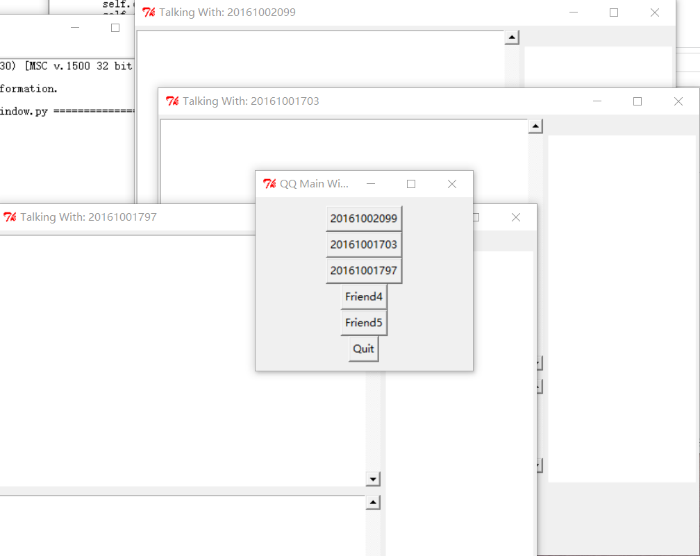 self.
Talking With: 20161002099
30) [MSC v.1500 32 bit
formation.
indow.py ==============
Talking With: 20161001703
QQ Main Wi...
20161002099
20161001703
20161001797
Friend4
Friend5
Quit
Talking With: 20161001797